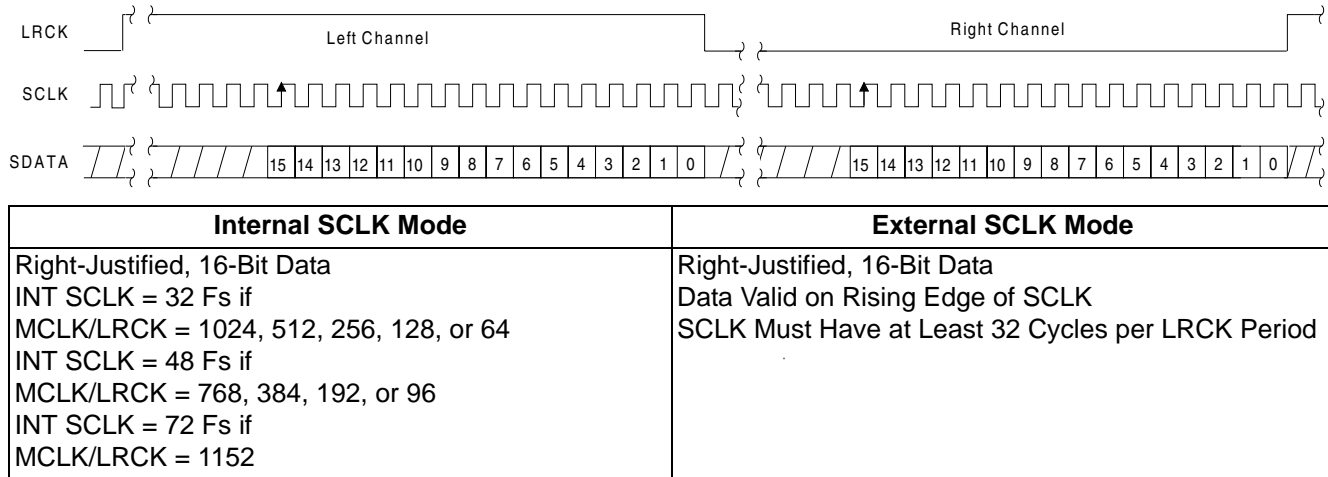 LRCK
Left Channel
Right Channel
SCLK
SDATA
15 14 13 12 11 10 9 8 7 6 5 4 3 2 1 0
15 14 13 12 11 10 9 8 7 6 5 4 3 2 1 0
Internal SCLK Mode
External SCLK Mode
Right-Justified, 16-Bit Data
INT SCLK = 32 Fs if
MCLK/LRCK = 1024, 512, 256, 128, or 64
INT SCLK = 48 Fs if
MCLK/LRCK = 768, 384, 192, or 96
INT SCLK = 72 Fs if
MCLK/LRCK = 1152
Right-Justified, 16-Bit Data
Data Valid on Rising Edge of SCLK
SCLK Must Have at Least 32 Cycles per LRCK Period